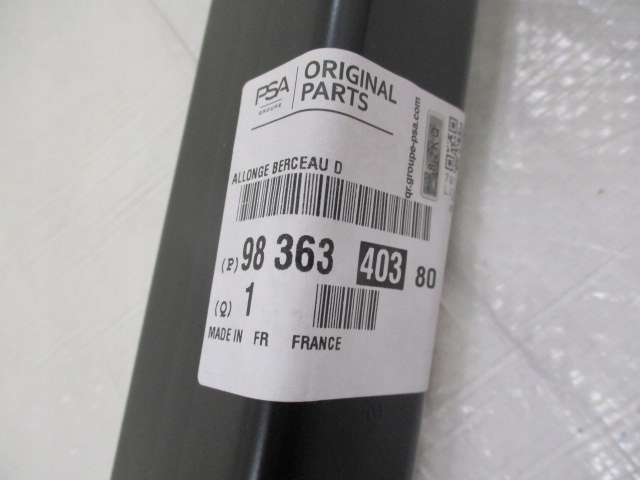 PSA
GROUPE
ORIGINAL
PARTS
qr.groupe-psa.com
ALLONGE BERCEAU D
(P) 98 363 403 80
(Q) 1
MADE IN FR FRANCE